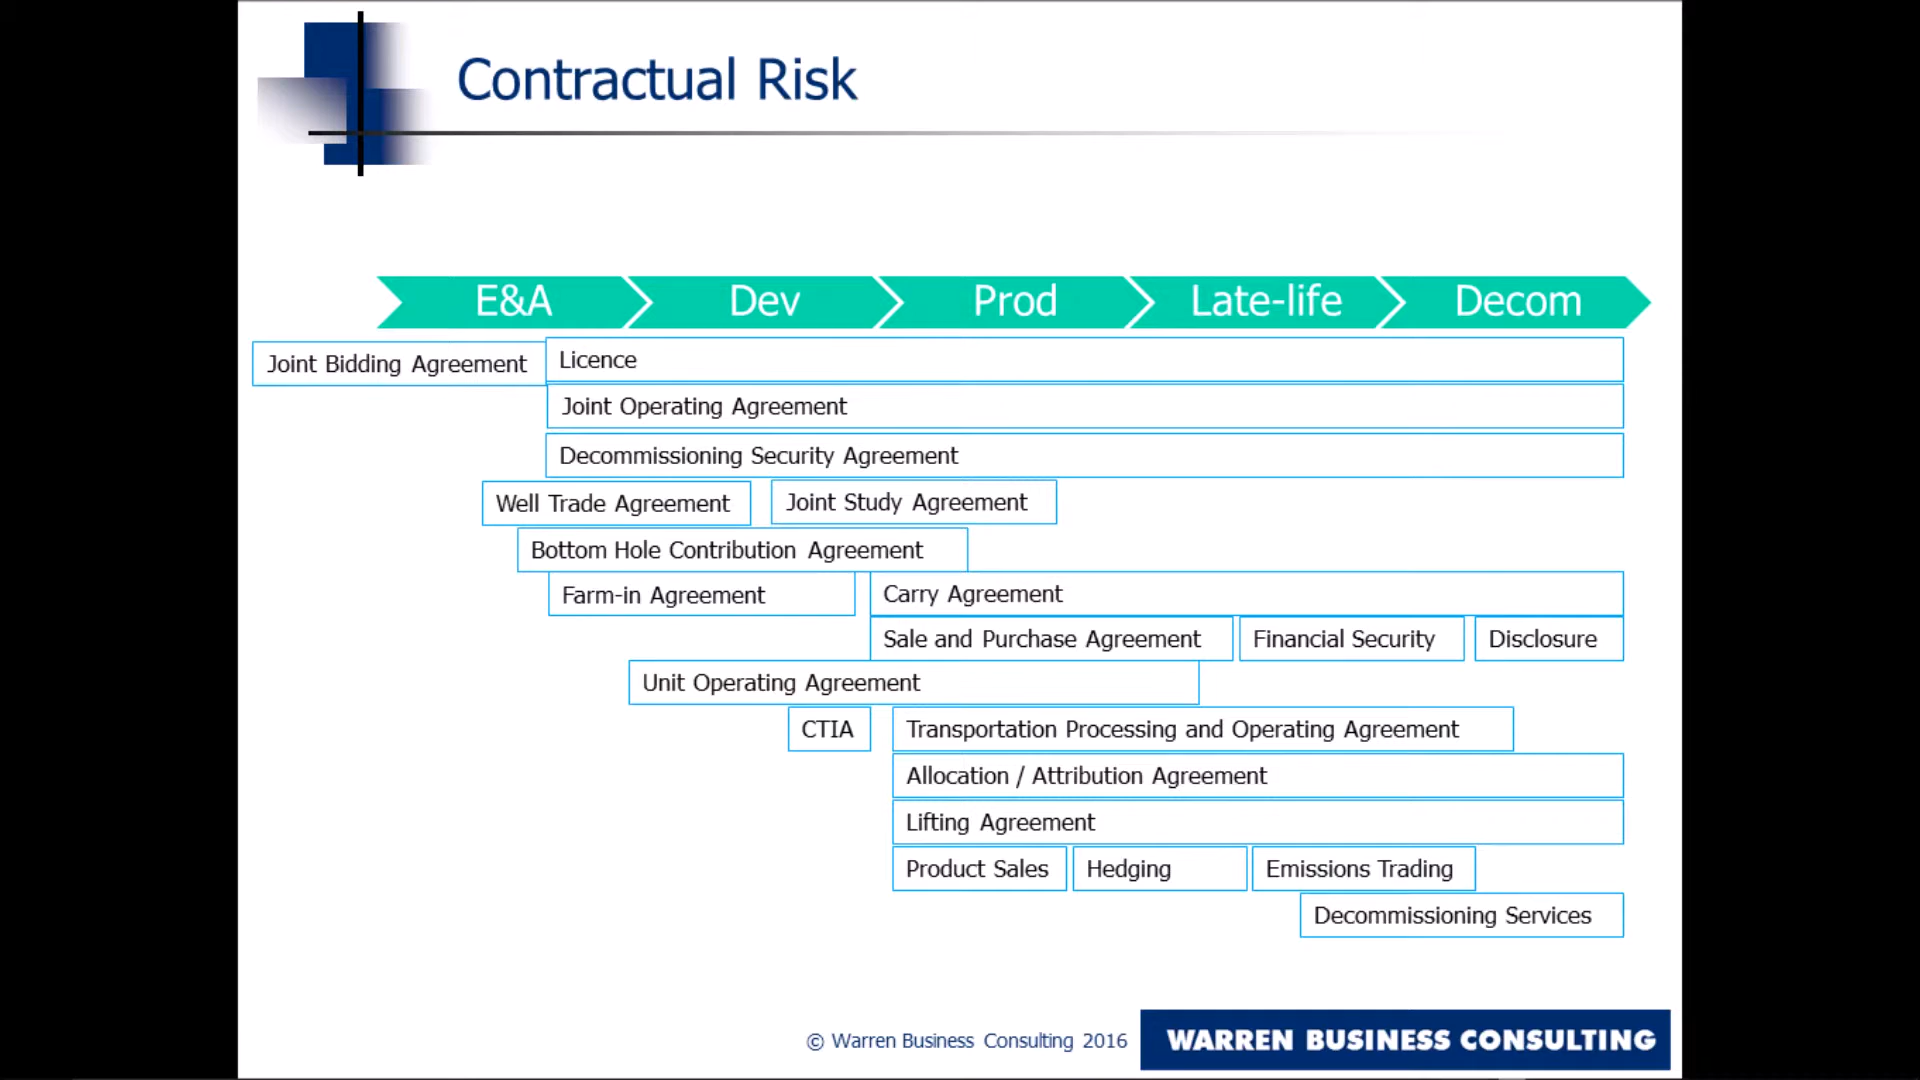 Contractual Risk
E&A Dev Prod Late-life Decom
Joint Bidding Agreement Licence
Joint Operating Agreement
Decommissioning Security Agreement
Well Trade Agreement Joint Study Agreement
Bottom Hole Contribution Agreement
Farm-in Agreement Carry Agreement
Sale and Purchase Agreement Financial Security Disclosure
Unit Operating Agreement
CTIA Transportation Processing and Operating Agreement
Allocation / Attribution Agreement
Lifting Agreement
Product Sales Hedging Emissions Trading
Decommissioning Services
© Warren Business Consulting 2016 WARREN BUSINESS CONSULTING